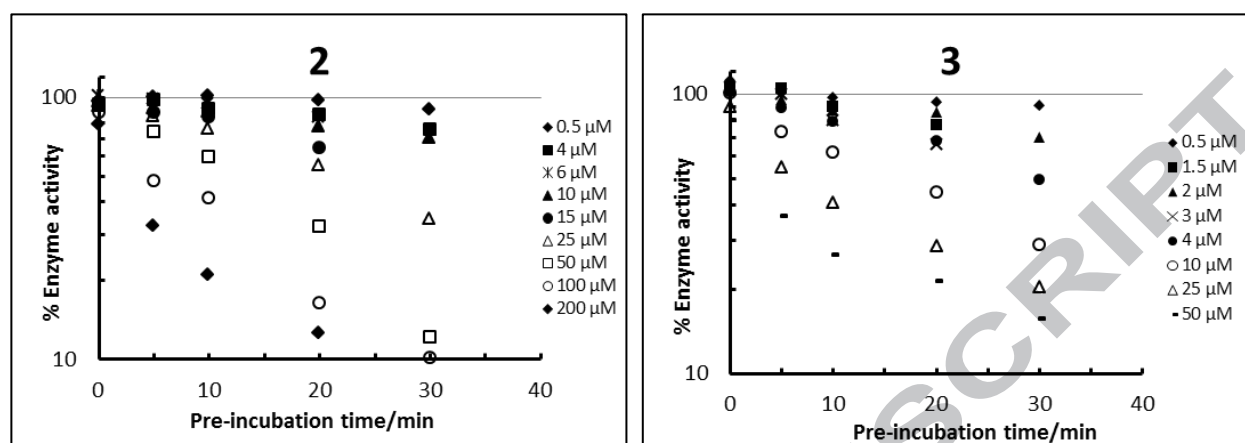 2
100
10
0
10
20
30
40
% Enzyme activity
Pre-incubation time/min
0.5 µM
4 µM
6 µM
10 µM
15 µM
25 µM
50 µM
100 µM
200 µM
3
100
10
0
10
20
30
40
% Enzyme activity
Pre-incubation time/min
0.5 µM
1.5 µM
2 µM
3 µM
4 µM
10 µM
25 µM
50 µM
SCRIPT